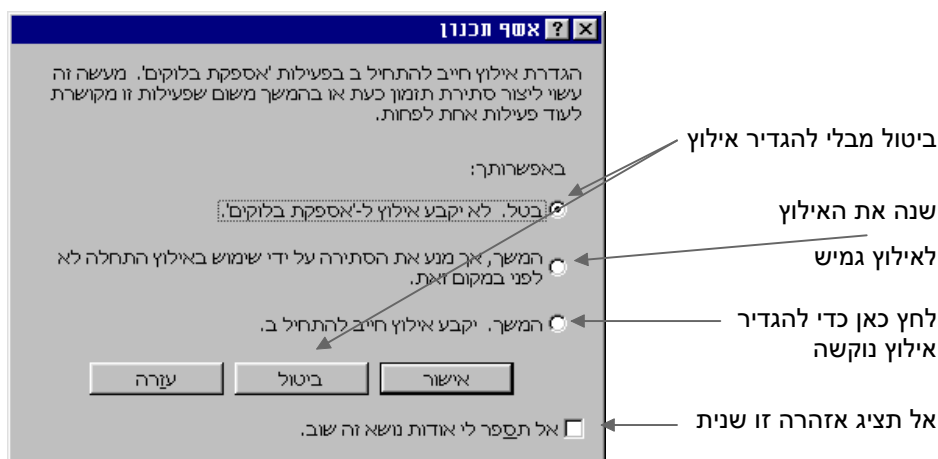 אשף תכנון
הגדרת אילוץ חייב להתחיל ב בפעילות 'אספקת בלוקים'. מעשה זה
עשוי ליצור סתירת תזמון כעת או בהמשך משום שפעילות זו מקושרת
לעוד פעילות אחת לפחות.
באפשרותך:
בטל. לא יקבע אילוץ ל-'אספקת בלוקים'.
המשך, אך מנע את הסתירה על ידי שימוש באילוץ התחלה לא
לפני במקום זאת.
המשך. יקבע אילוץ חייב להתחיל ב.
אישור
ביטול
עזרה
אל תספר לי אודות נושא זה שוב.
ביטול מבלי להגדיר אילוץ
שנה את האילוץ
לאילוץ גמיש
לחץ כאן כדי להגדיר
אילוץ נוקשה
אל תציג אזהרה זו שנית